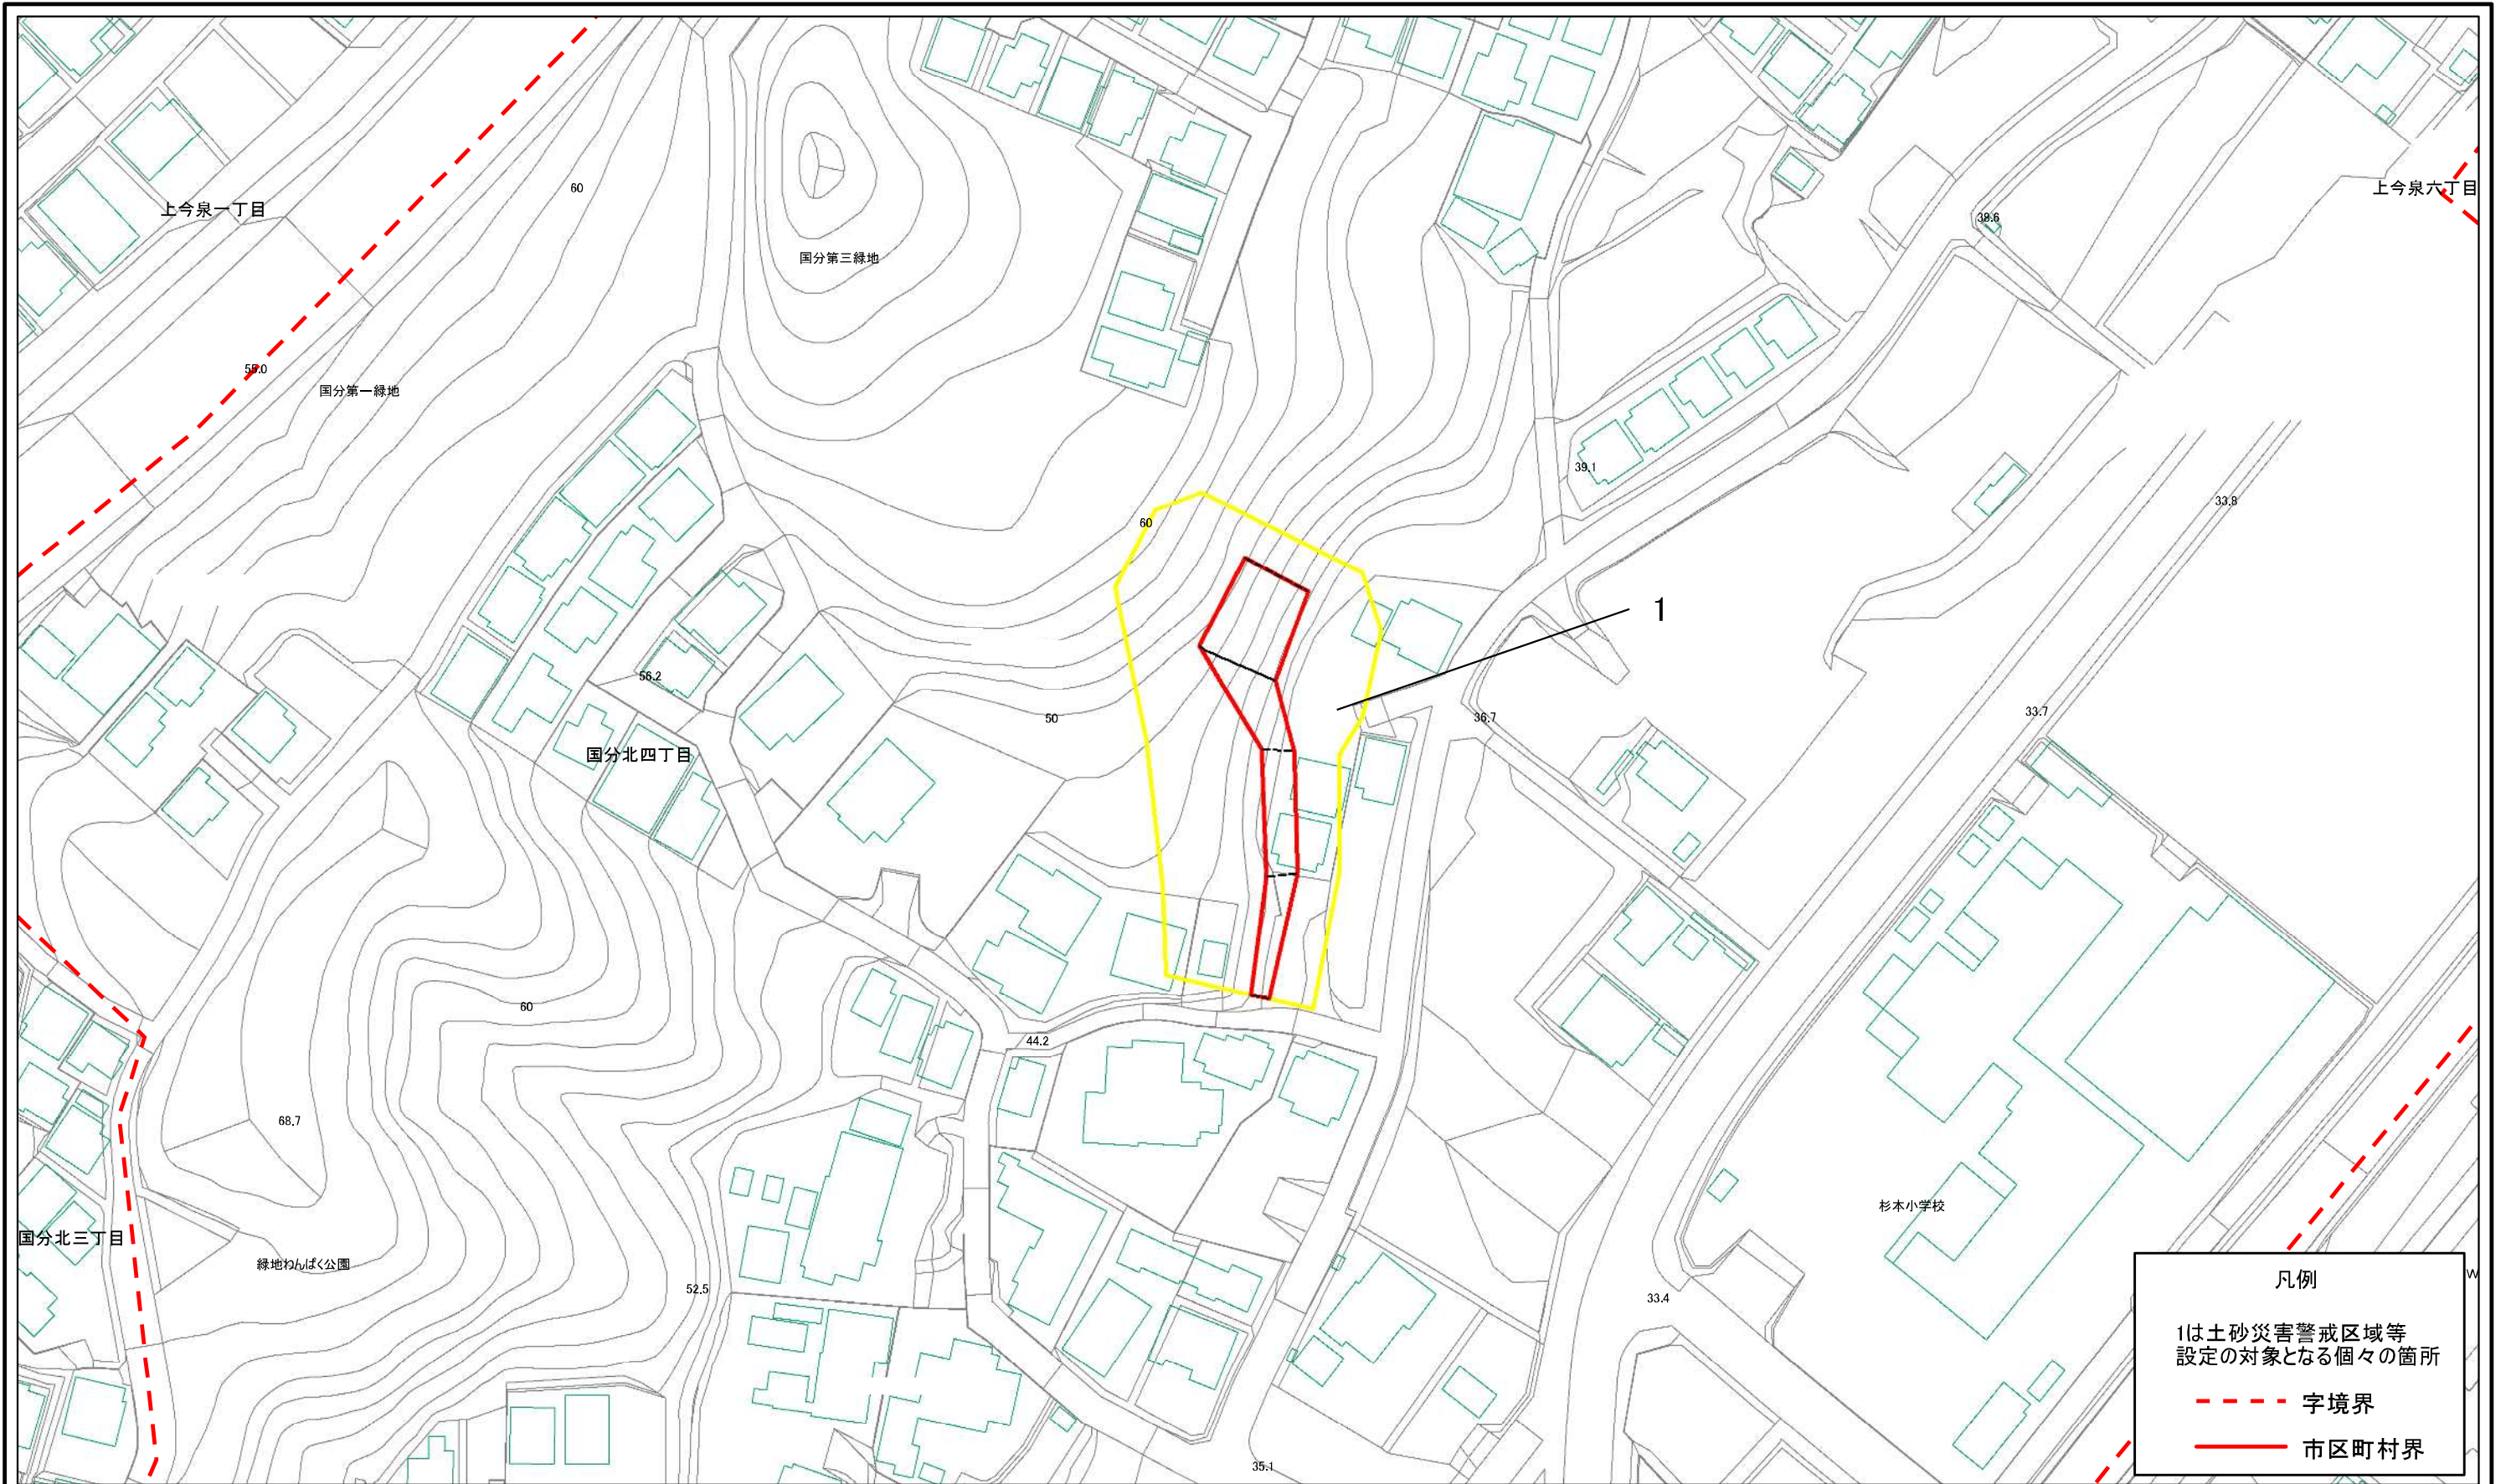 60
上今泉一丁目
上今泉六丁目
38.6
国分第三緑地
55.0
国分第一緑地
39.1
33.8
60
1
56.2
50
36.7
33.7
国分北四丁目
60
44.2
68.7
杉本小学校
国分北三丁目
緑地わんぱく公園
52.5
33.4
35.1
W
凡例
1は土砂災害警戒区域等
設定の対象となる個々の箇所
字境界
市区町村界